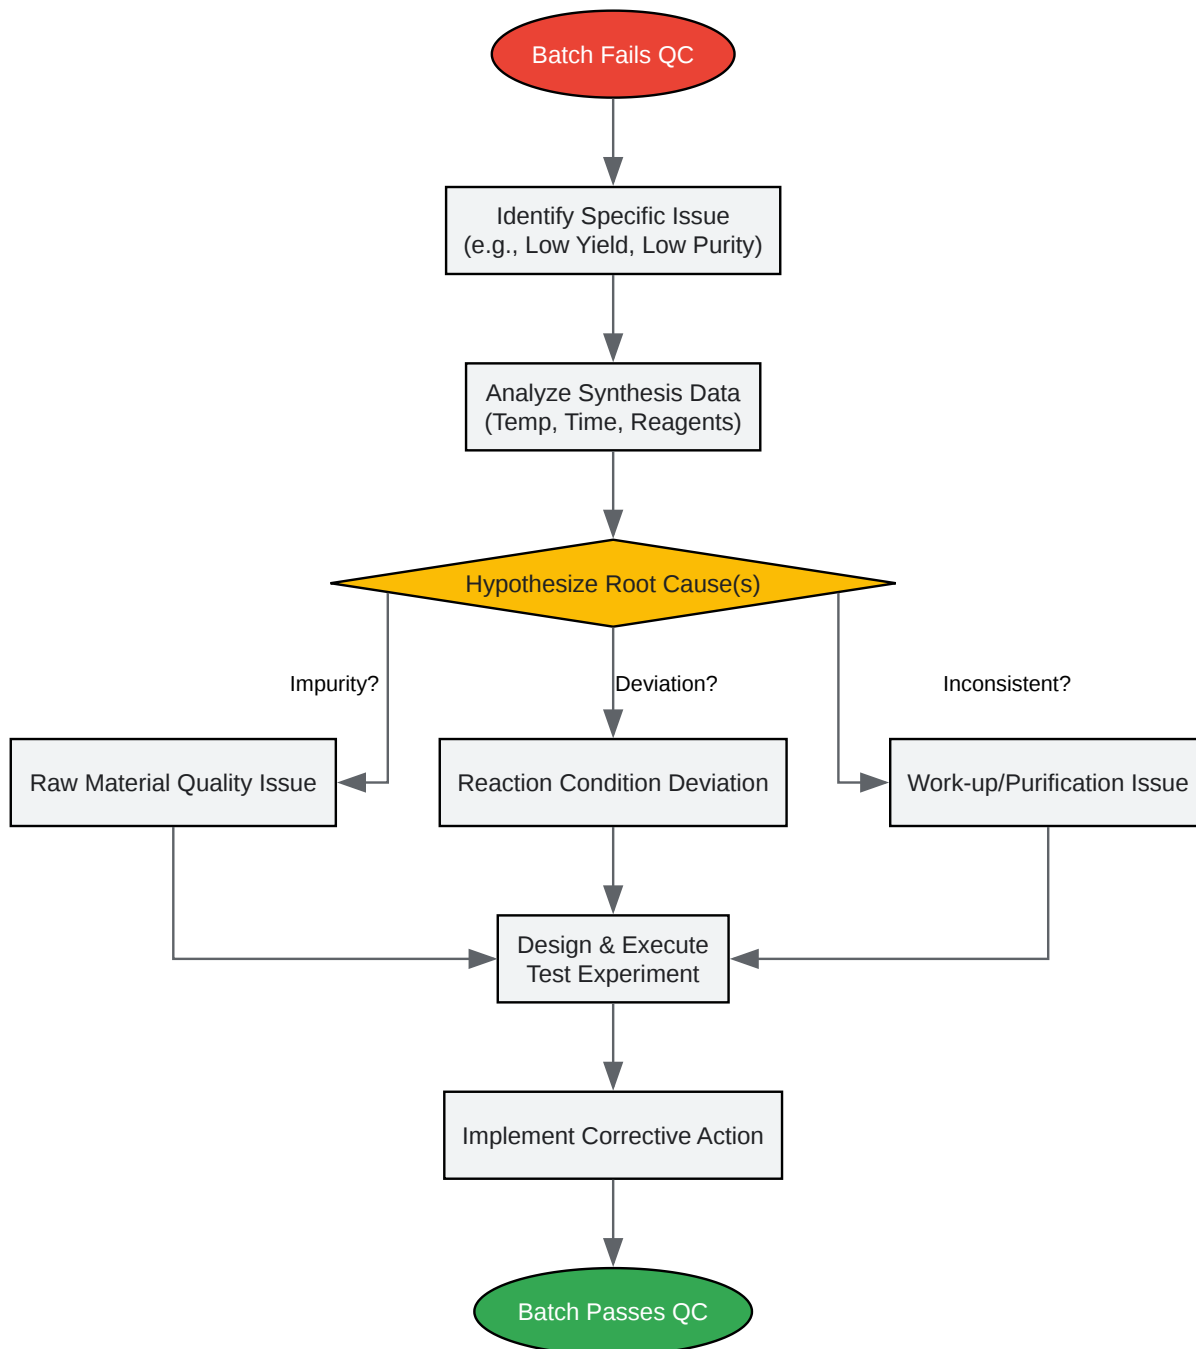 Batch Fails QC
Identify Specific Issue
(e.g., Low Yield, Low Purity)
Analyze Synthesis Data
(Temp, Time, Reagents)
Hypothesize Root Cause(s)
Impurity?
Deviation?
Inconsistent?
Raw Material Quality Issue
Reaction Condition Deviation
Work-up/Purification Issue
Design & Execute
Test Experiment
Implement Corrective Action
Batch Passes QC